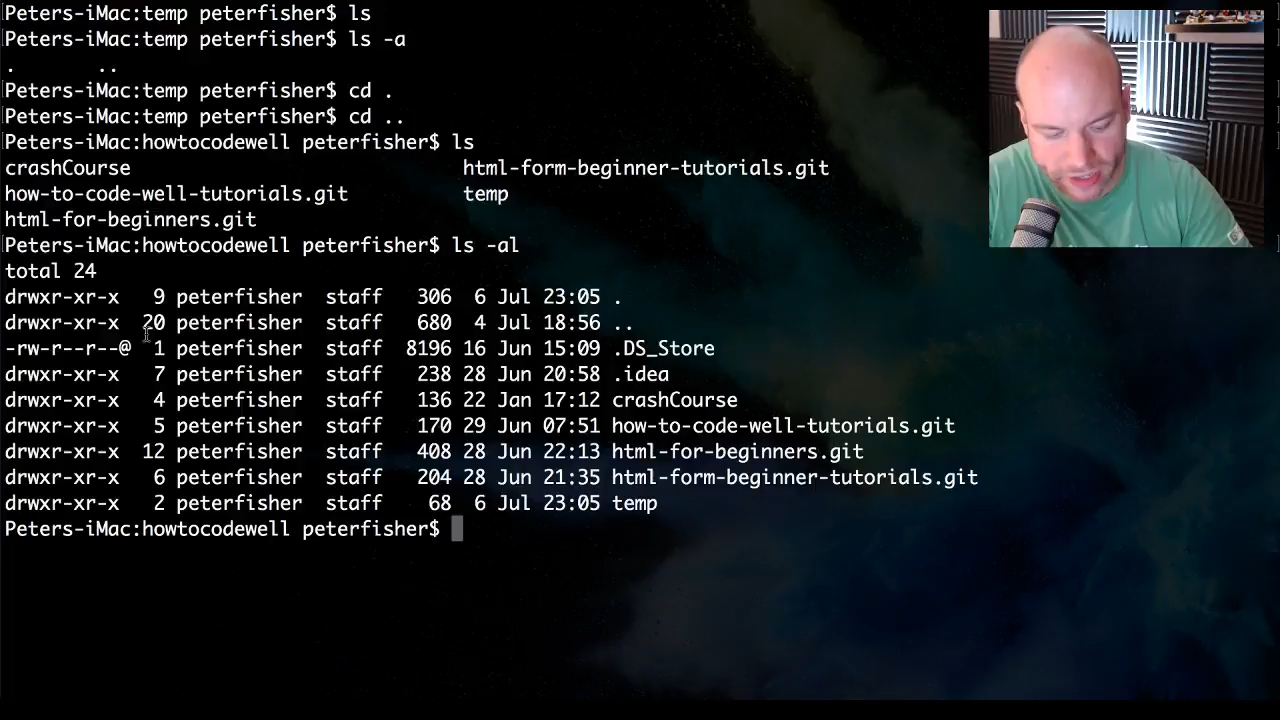 Peters-iMac:temp peterfisher$ ls
Peters-iMac:temp peterfisher$ ls -a
. ..
Peters-iMac:temp peterfisher$ cd .
Peters-iMac:temp peterfisher$ cd ..
Peters-iMac:howtocodewell peterfisher$ ls
crashCourse html-form-beginner-tutorials.git
how-to-code-well-tutorials.git temp
html-for-beginners.git
Peters-iMac:howtocodewell peterfisher$ ls -al
total 24
drwxr-xr-x 9 peterfisher staff 306 6 Jul 23:05 .
drwxr-xr-x 20 peterfisher staff 680 4 Jul 18:56 ..
-rw-r--r--@ 1 peterfisher staff 8196 16 Jun 15:09 .DS_Store
drwxr-xr-x 7 peterfisher staff 238 28 Jun 20:58 .idea
drwxr-xr-x 4 peterfisher staff 136 22 Jan 17:12 crashCourse
drwxr-xr-x 5 peterfisher staff 170 29 Jun 07:51 how-to-code-well-tutorials.git
drwxr-xr-x 12 peterfisher staff 408 28 Jun 22:13 html-for-beginners.git
drwxr-xr-x 6 peterfisher staff 204 28 Jun 21:35 html-form-beginner-tutorials.git
drwxr-xr-x 2 peterfisher staff 68 6 Jul 23:05 temp
Peters-iMac:howtocodewell peterfisher$